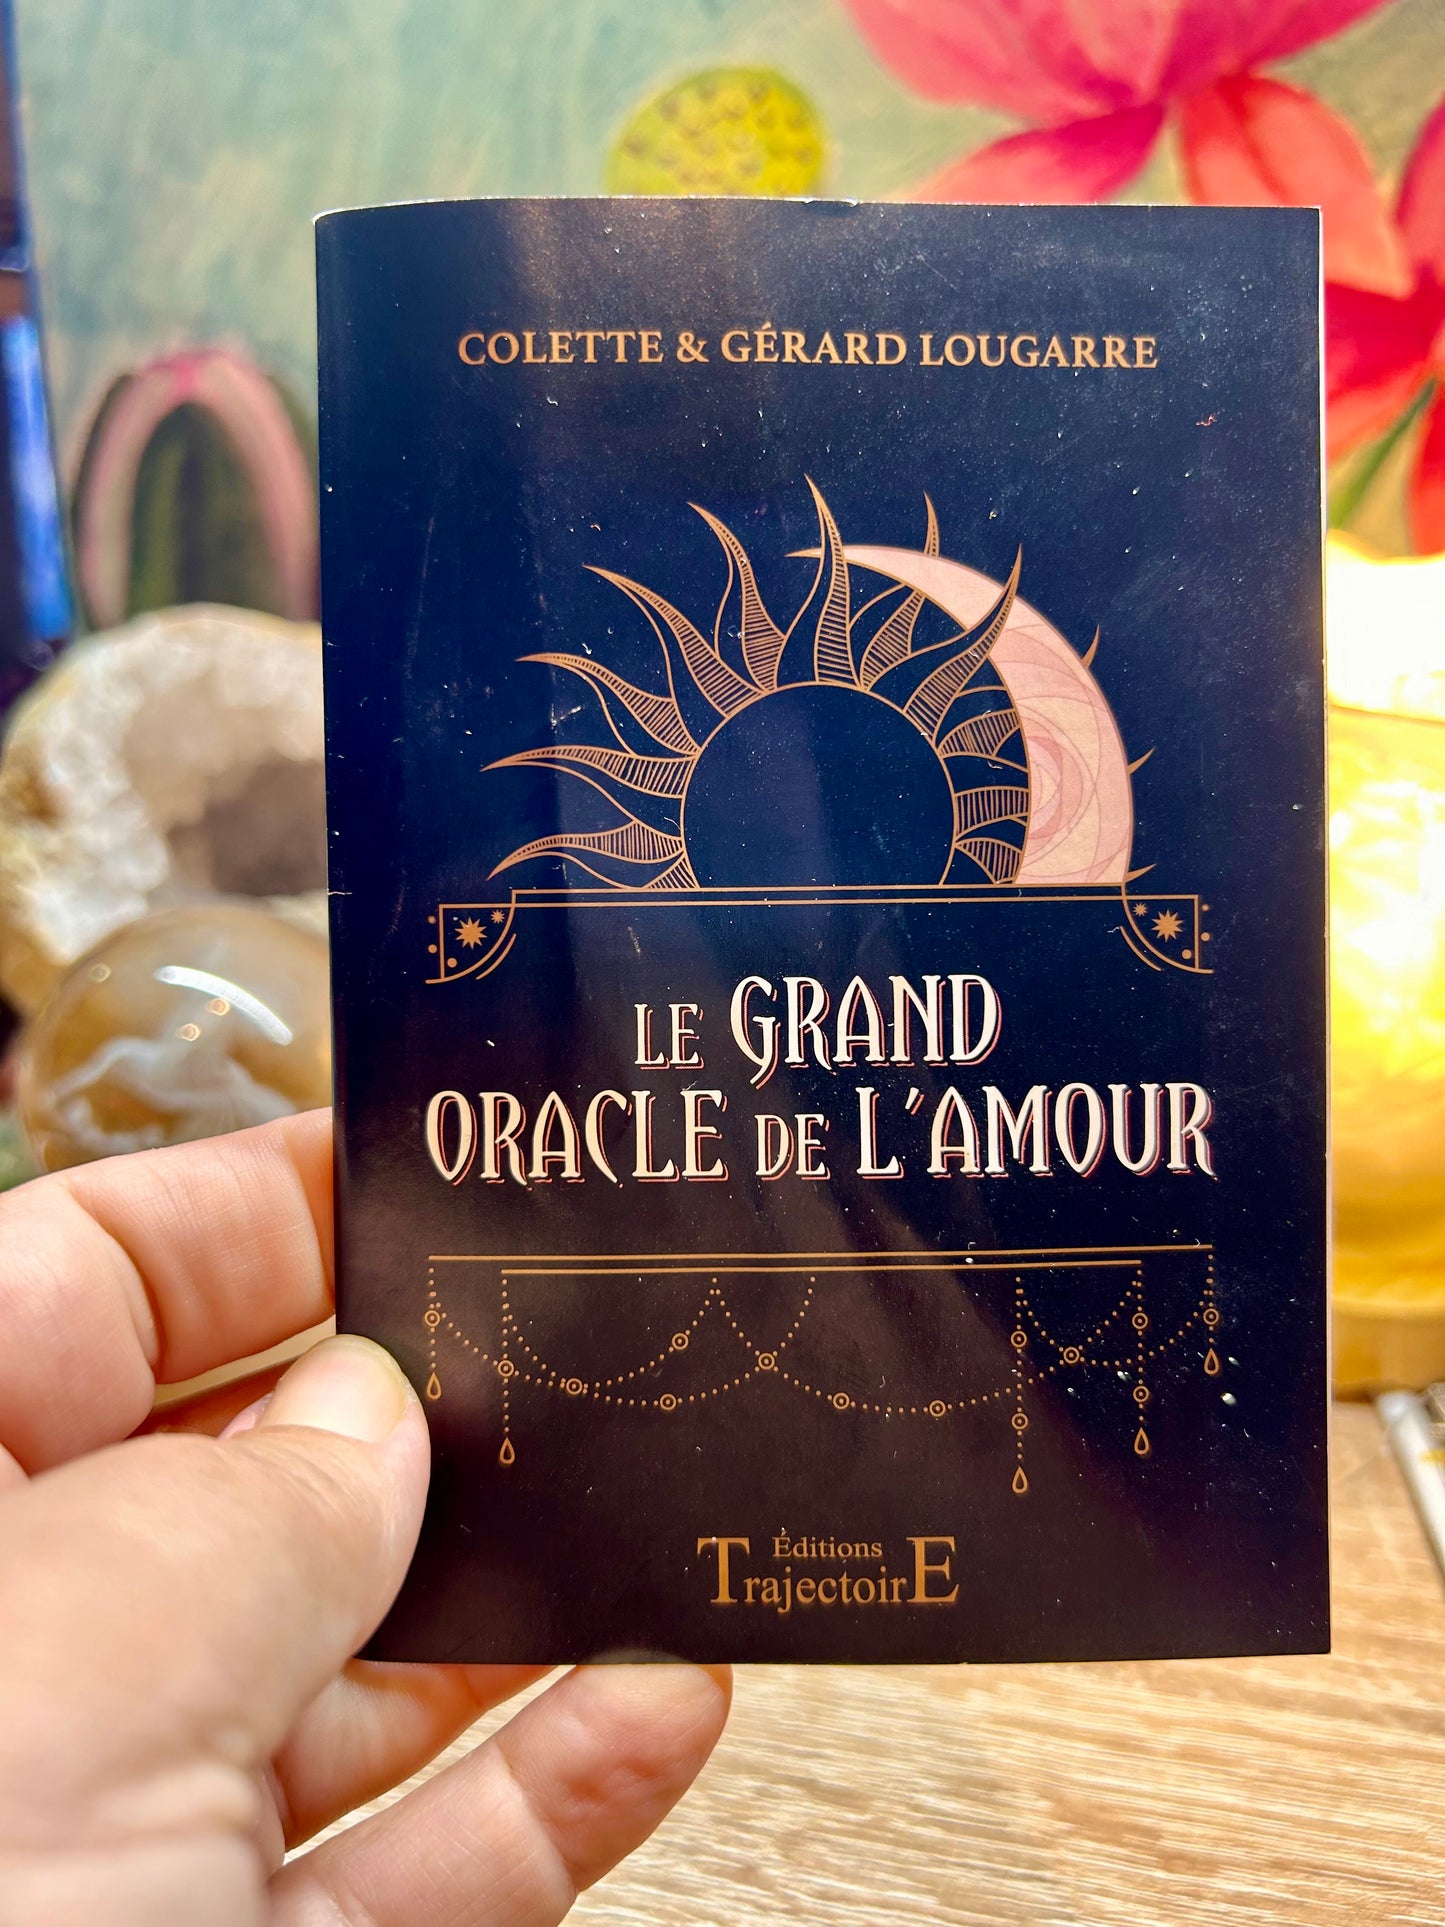 COLETTE & GÉRARD LOUGARRE
LE GRAND
ORACLE DE L'AMOUR
Éditions
TrajectoirE